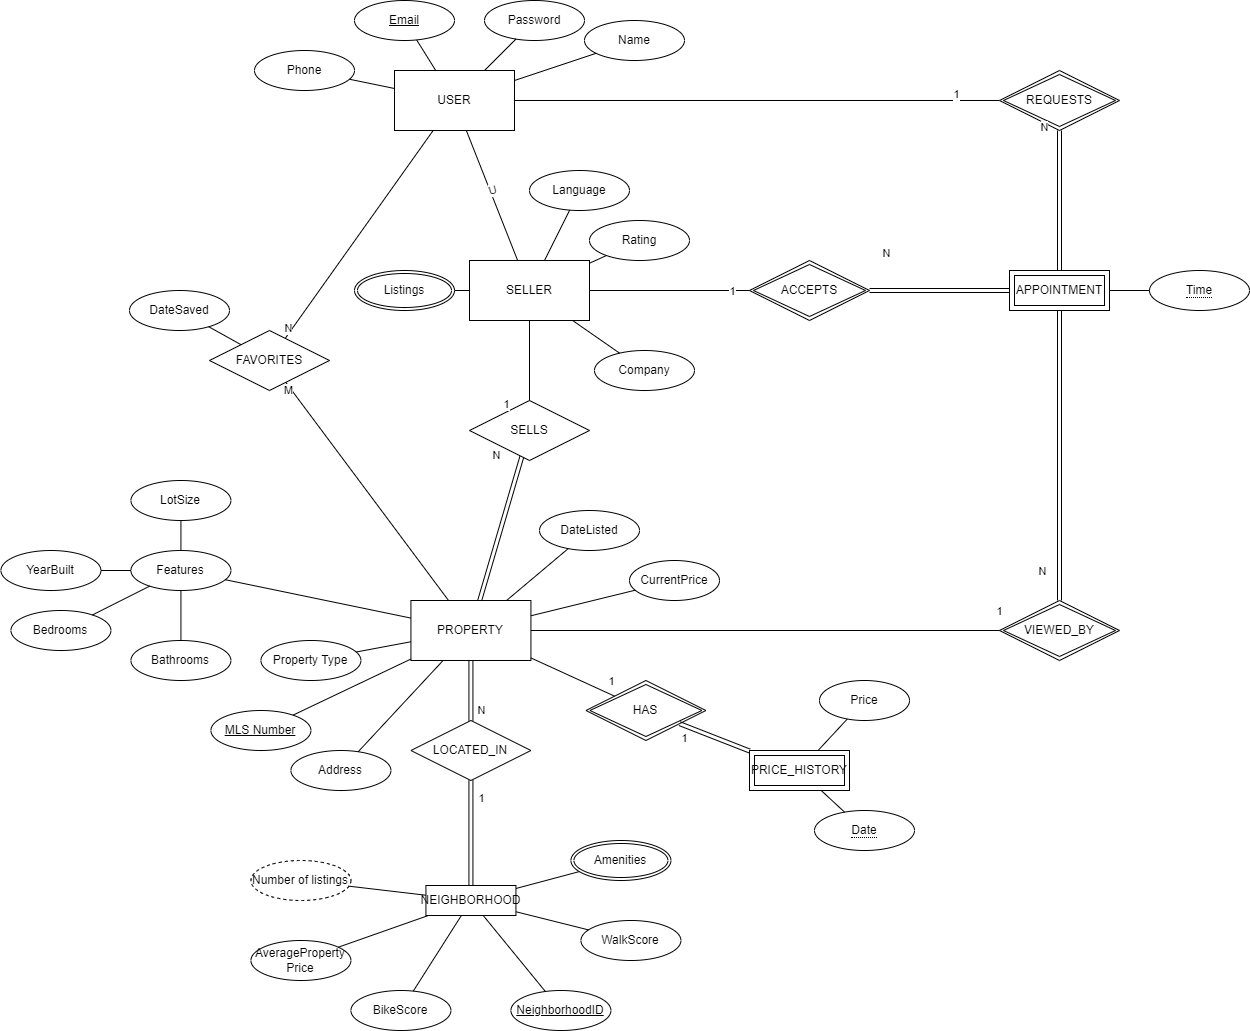 Email
Password
Name
Phone
USER
1
REQUESTS
N
U
Language
Rating
Listings
SELLER
1
ACCEPTS
N
APPOINTMENT
Time
DateSaved
N
FAVORITES
M
Company
1
SELLS
N
LotSize
YearBuilt
Features
Bedrooms
Bathrooms
DateListed
CurrentPrice
PROPERTY
N
1
VIEWED_BY
Property Type
MLS Number
Address
N
LOCATED_IN
1
1
HAS
1
Price
PRICE_HISTORY
Date
Number of listings
Amenities
NEIGHBORHOOD
AverageProperty
Price
WalkScore
BikeScore
NeighborhoodID